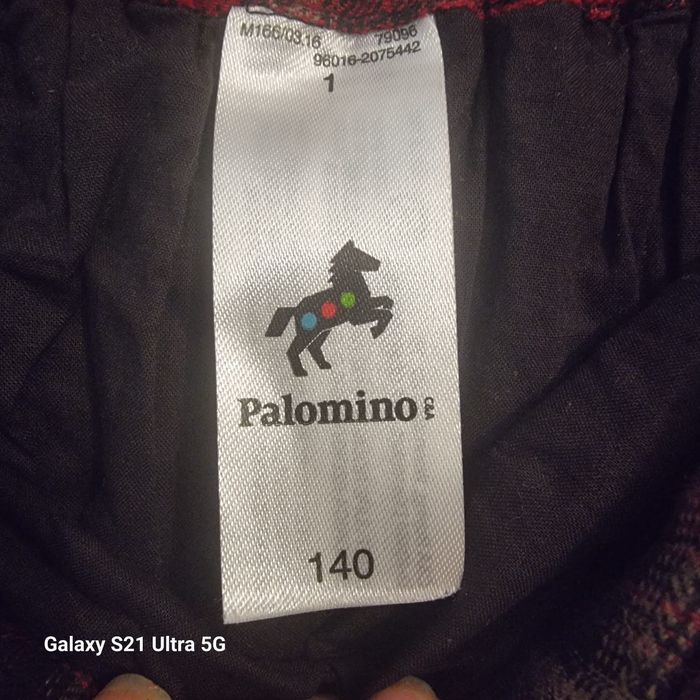 M166/03.16 79096
96016-2075442
1
Palomino C&A
140
Galaxy S21 Ultra 5G